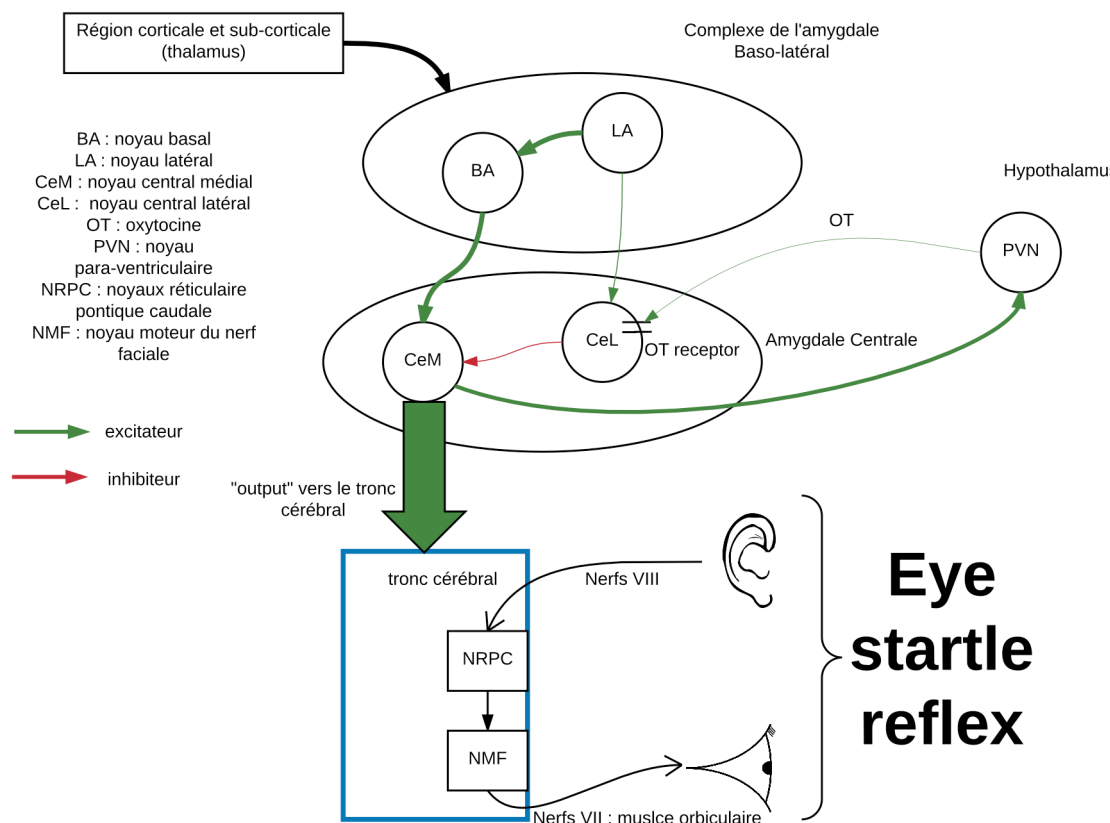 Région corticale et sub-corticale
(thalamus)
Complexe de l'amygdale
Baso-latéral
BA : noyau basal
LA : noyau latéral
CeM : noyau central médial
CeL :  noyau central latéral
OT : oxytocine
PVN : noyau
para-ventriculaire
NRPC : noyaux réticulaire
pontique caudale
NMF : noyau moteur du nerf
faciale
LA
BA
Hypothalamus
OT
PVN
CeM
CeL
OT receptor
Amygdale Centrale
excitateur
inhibiteur
"output" vers le tronc
cérébral
tronc cérébral
Nerfs VIII
NRPC
NMF
Nerfs VII : muslce orbiculaire
Eye
startle
reflex